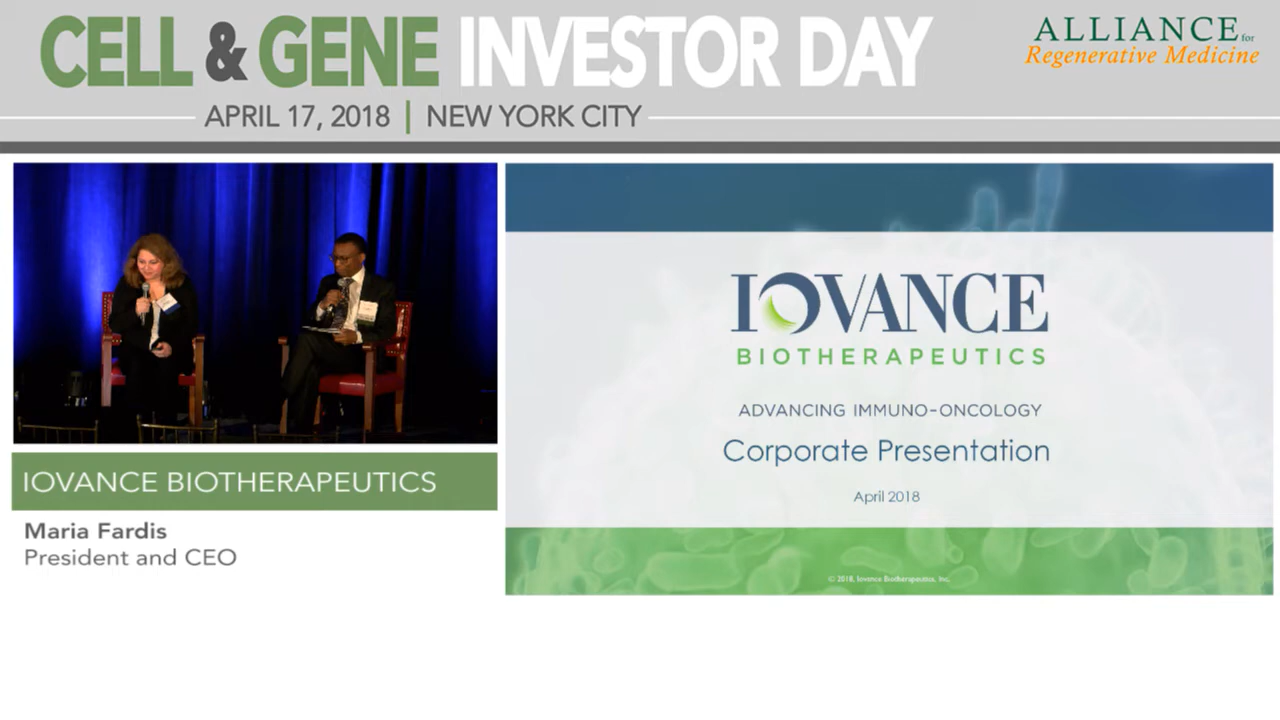 CELL & GENE INVESTOR DAY
APRIL 17, 2018 | NEW YORK CITY
ALLIANCE for
Regenerative Medicine
IOVANCE
BIOTHERAPEUTICS
ADVANCING IMMUNO-ONCOLOGY
Corporate Presentation
April 2018
© 2018, Iovance Biotherapeutics, Inc.
IOVANCE BIOTHERAPEUTICS
Maria Fardis
President and CEO